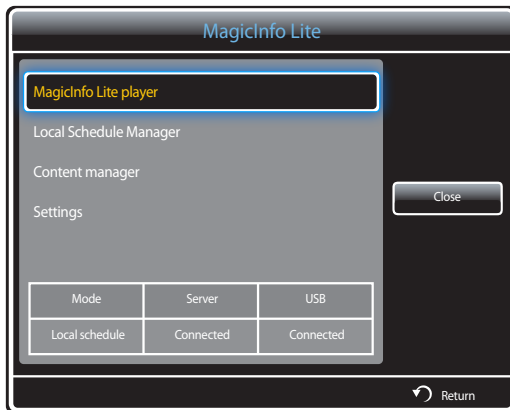 MagicInfo Lite
MagicInfo Lite player
Local Schedule Manager
Content manager
Settings
Close
Mode Server USB
Local schedule Connected Connected
Return